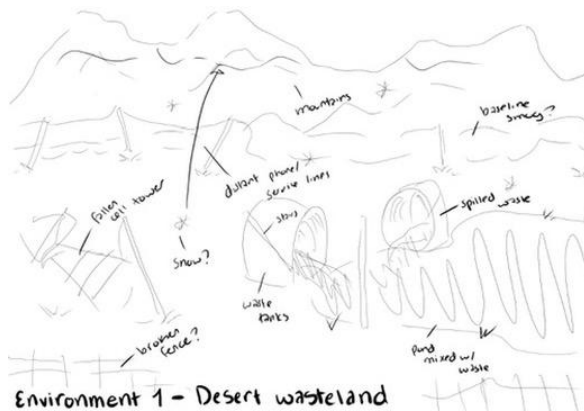 mountains
baseline
smog?
distant phone/
service lines
fallen
cell tower
stairs
spilled waste
snow?
waste
tanks
broken
fence?
pond
mixed w/
waste
Environment 1 - Desert wasteland